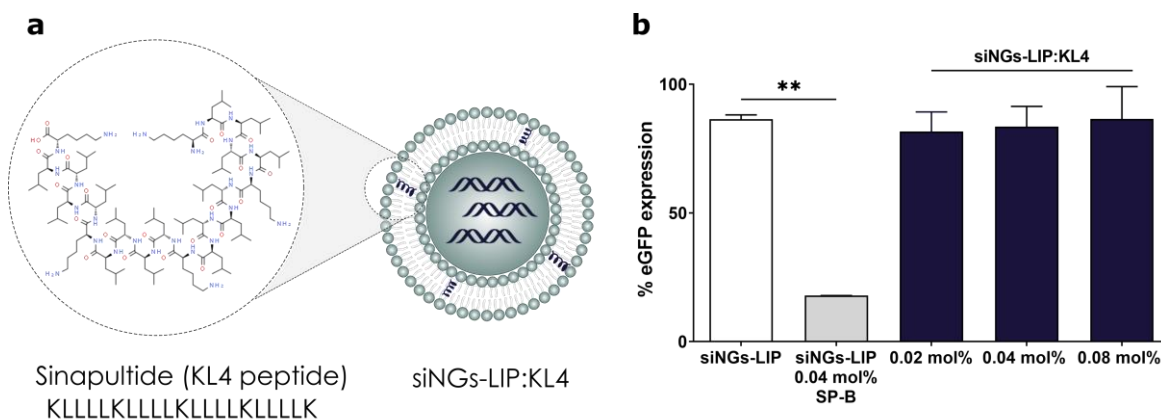 a
Sinapultide (KL4 peptide)
KLLLLKLLLLKLLLLKLLLLK
siNGs-LIP:KL4
b
siNGs-LIP:KL4
**
% eGFP expression
100
50
0
siNGs-LIP
siNGs-LIP
0.04 mol%
SP-B
0.02 mol%
0.04 mol%
0.08 mol%